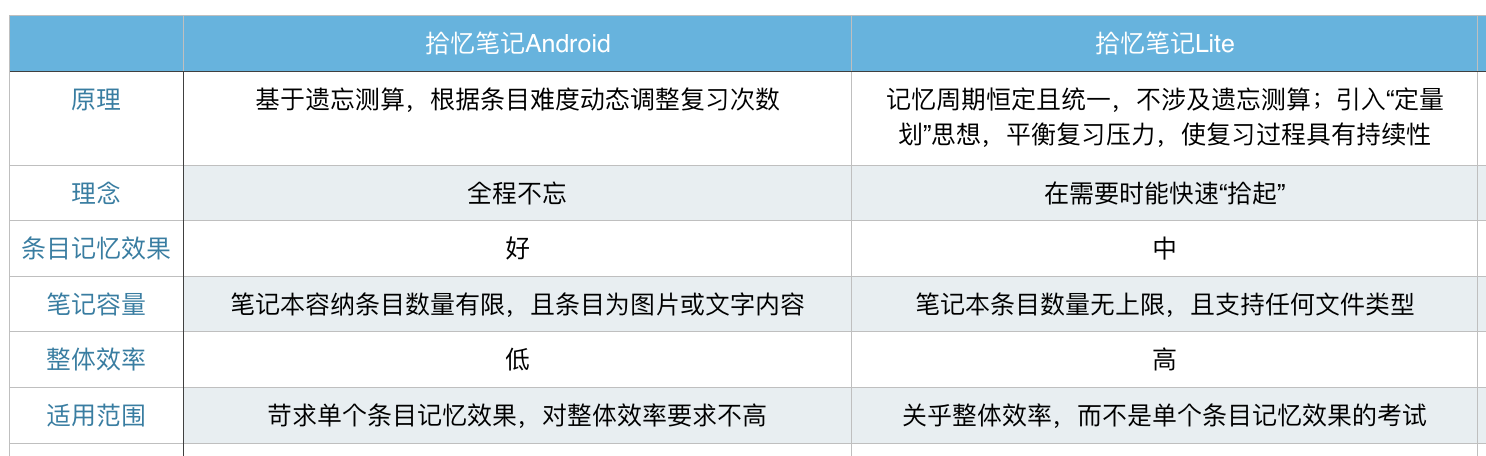 拾忆笔记Android
拾忆笔记Lite
原理
基于遗忘测算，根据条目难度动态调整复习次数
记忆周期恒定且统一，不涉及遗忘测算；引入“定量
划”思想，平衡复习压力，使复习过程具有持续性
理念
全程不忘
在需要时能快速“拾起”
条目记忆效果
好
中
笔记容量
笔记本容纳条目数量有限，且条目为图片或文字内容
笔记本条目数量无上限，且支持任何文件类型
整体效率
低
高
适用范围
苛求单个条目记忆效果，对整体效率要求不高
关乎整体效率，而不是单个条目记忆效果的考试